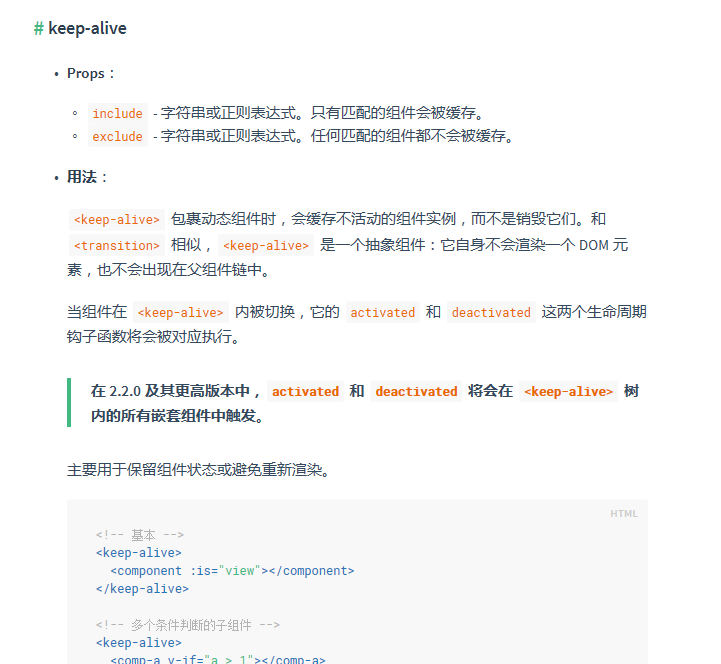 # keep-alive
• Props：
◦ include - 字符串或正则表达式。只有匹配的组件会被缓存。
◦ exclude - 字符串或正则表达式。任何匹配的组件都不会被缓存。
• 用法：
<keep-alive> 包裹动态组件时，会缓存不活动的组件实例，而不是销毁它们。和
<transition> 相似，<keep-alive> 是一个抽象组件：它自身不会渲染一个 DOM 元
素，也不会出现在父组件链中。
当组件在 <keep-alive> 内被切换，它的 activated 和 deactivated 这两个生命周期
钩子函数将会被对应执行。
在 2.2.0 及其更高版本中，activated 和 deactivated 将会在 <keep-alive> 树
内的所有嵌套组件中触发。
主要用于保留组件状态或避免重新渲染。
HTML
<!-- 基本 -->
<keep-alive>
  <component :is="view"></component>
</keep-alive>
<!-- 多个条件判断的子组件 -->
<keep-alive>
  <comp-a v-if="a > 1"></comp-a>